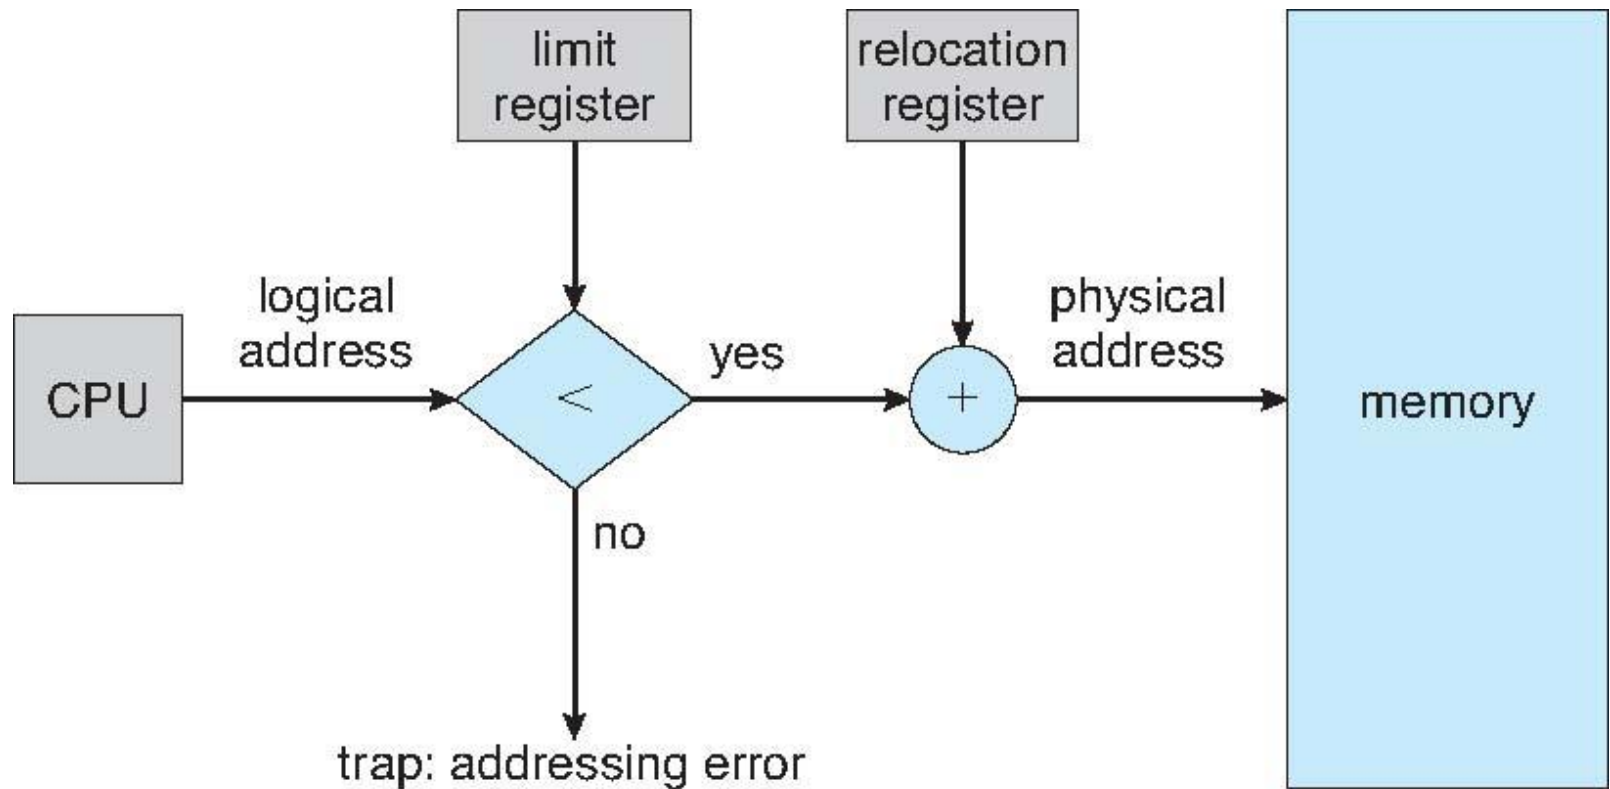 limit
register
relocation
register
logical
address
physical
address
yes
CPU
<
+
memory
no
trap: addressing error